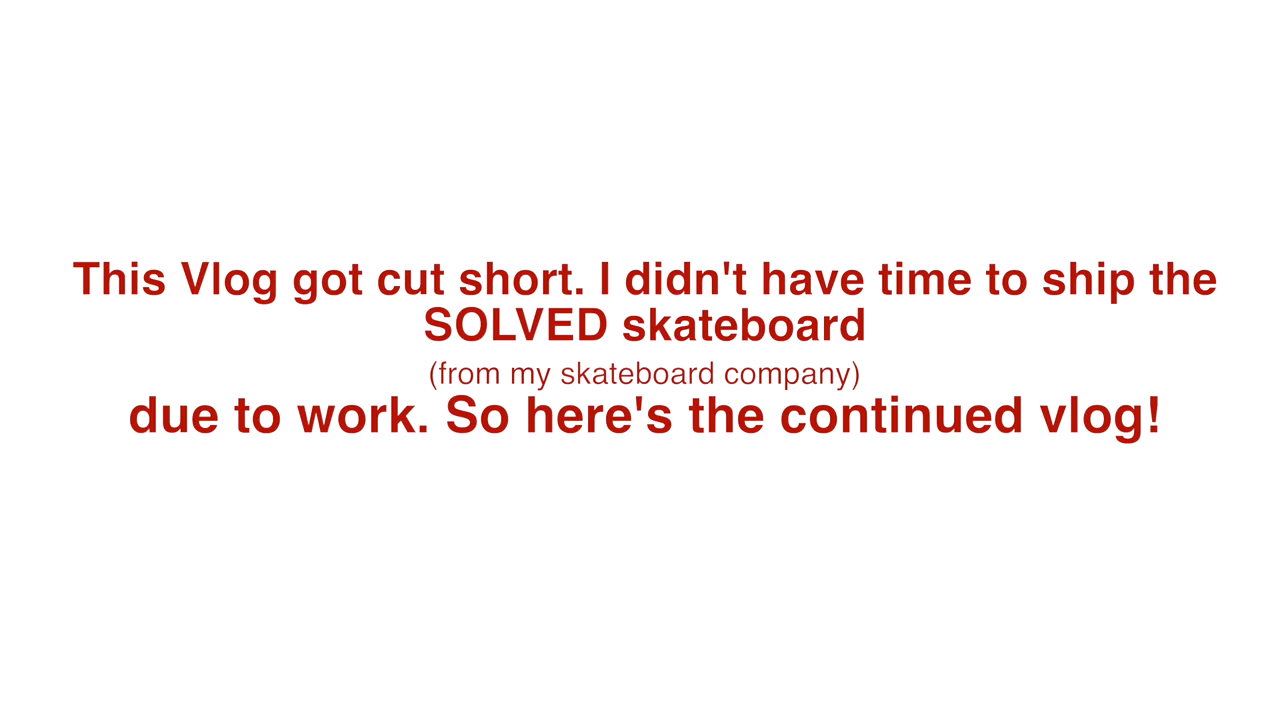 This Vlog got cut short. I didn't have time to ship the
SOLVED skateboard
(from my skateboard company)
due to work. So here's the continued vlog!